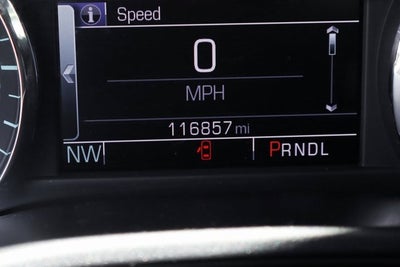 i Speed
0
MPH
116857 mi
NW PRNDL